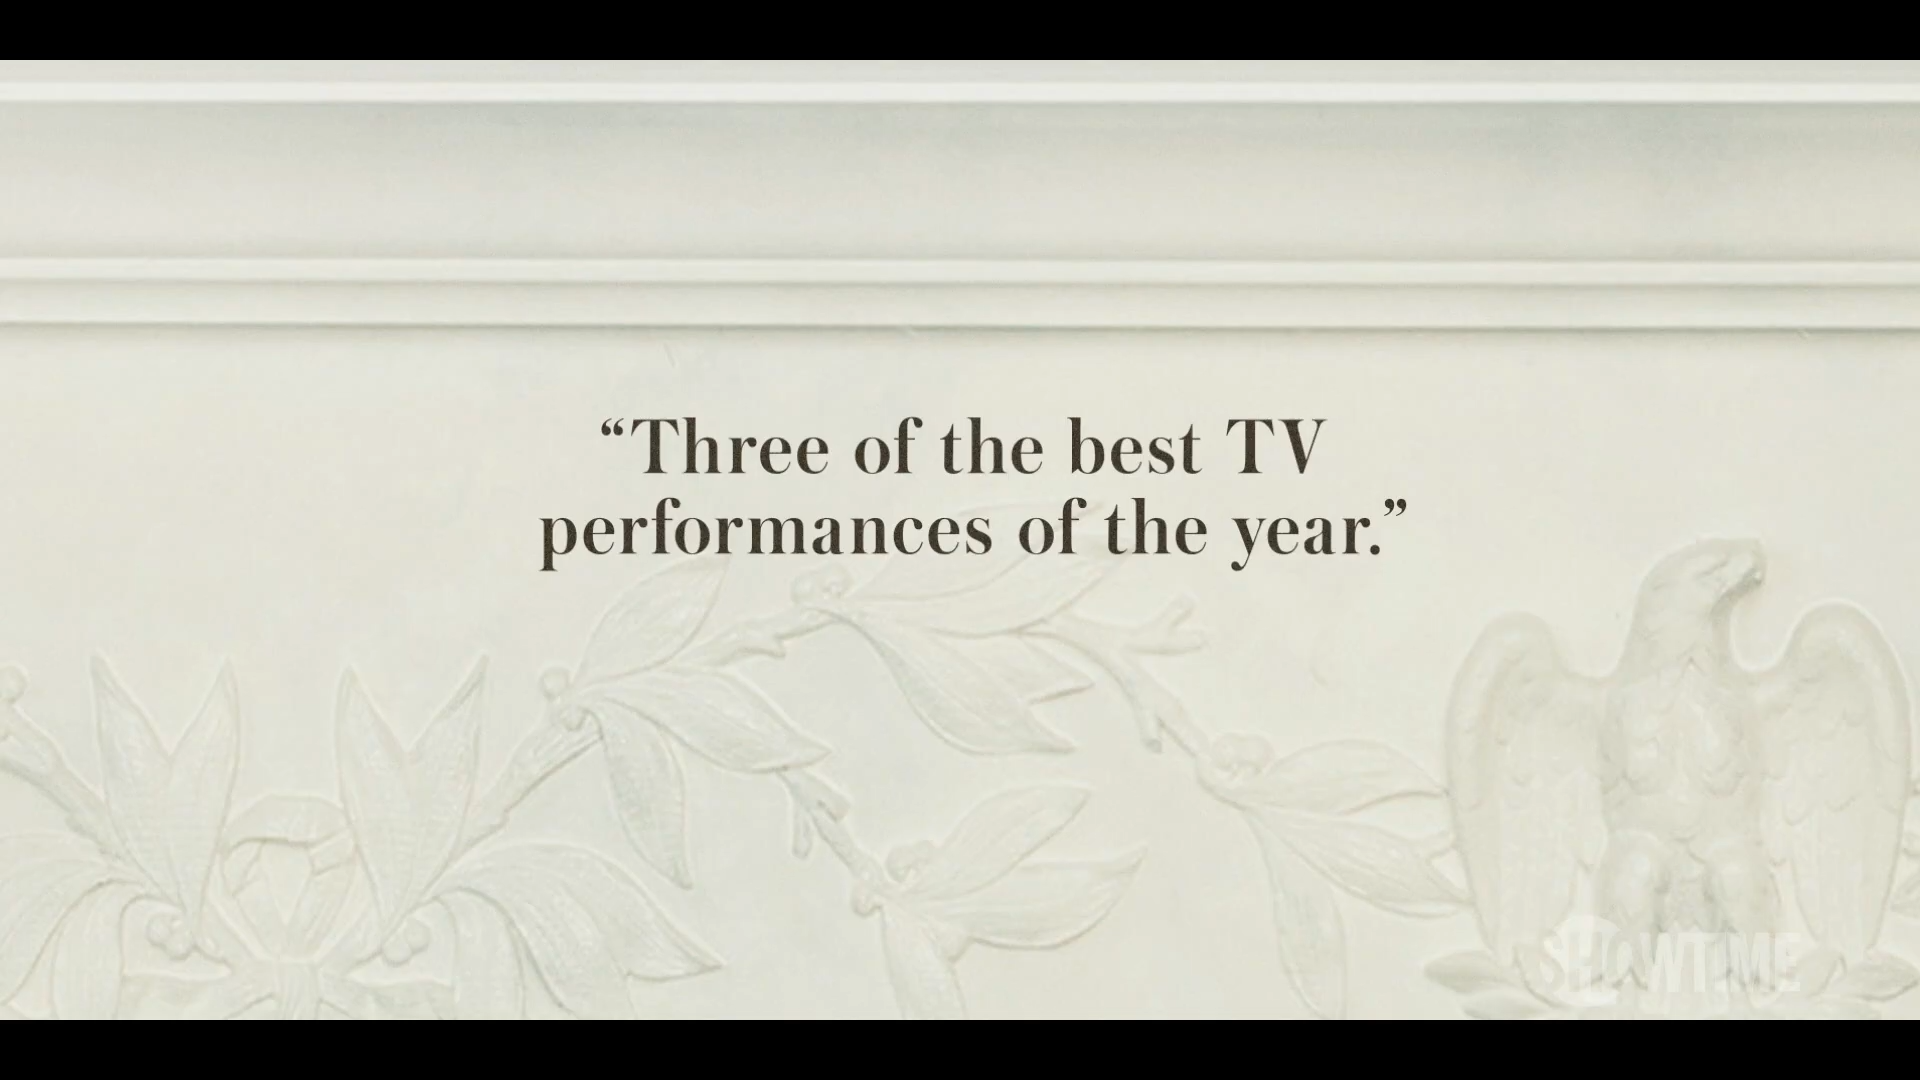 “Three of the best TV
performances of the year.”
SHOWTIME